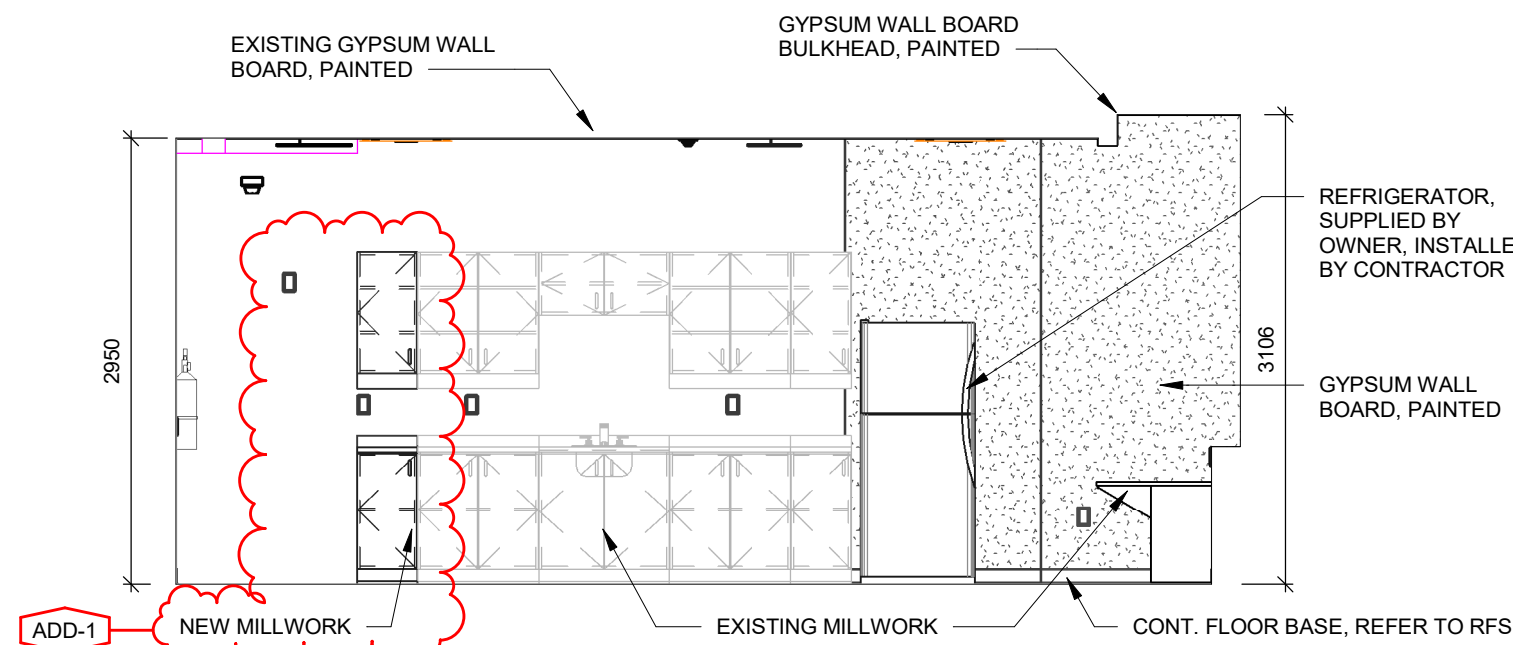 GYPSUM WALL BOARD
BULKHEAD, PAINTED
EXISTING GYPSUM WALL
BOARD, PAINTED
REFRIGERATOR,
SUPPLIED BY
OWNER, INSTALLE
BY CONTRACTOR
2950
3106
GYPSUM WALL
BOARD, PAINTED
ADD-1
NEW MILLWORK
EXISTING MILLWORK
CONT. FLOOR BASE, REFER TO RFS